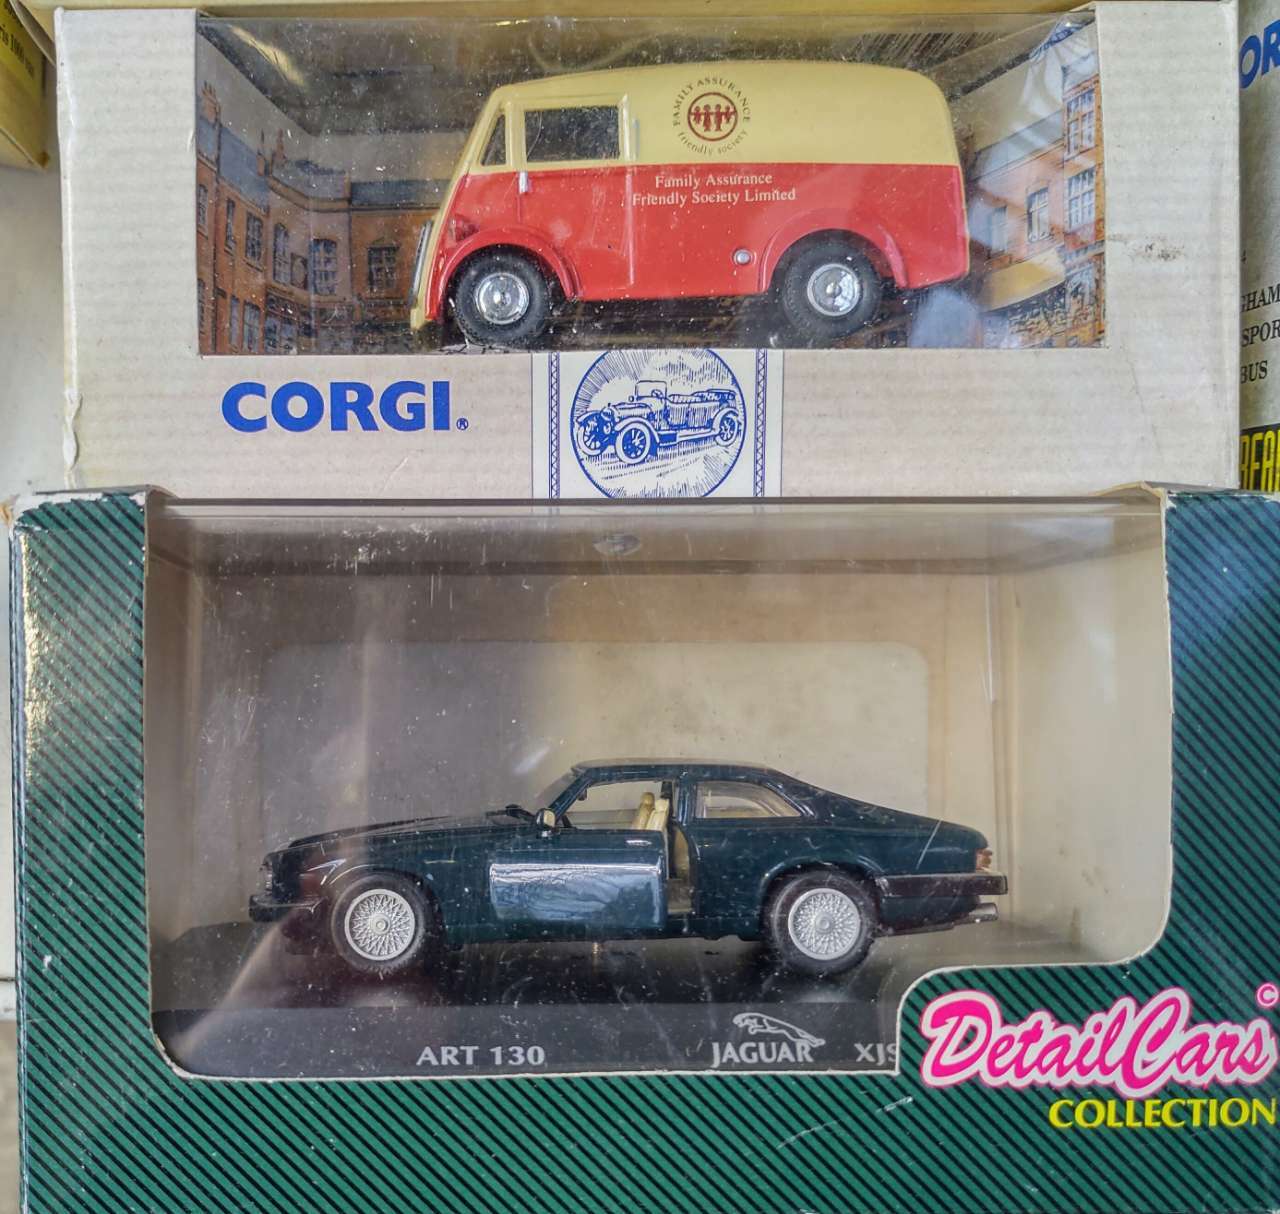 FAMILY ASSURANCE
friendly society
Family Assurance
Friendly Society Limited
CORGI®
ART 130
JAGUAR XJS
DetailCars ©
COLLECTION